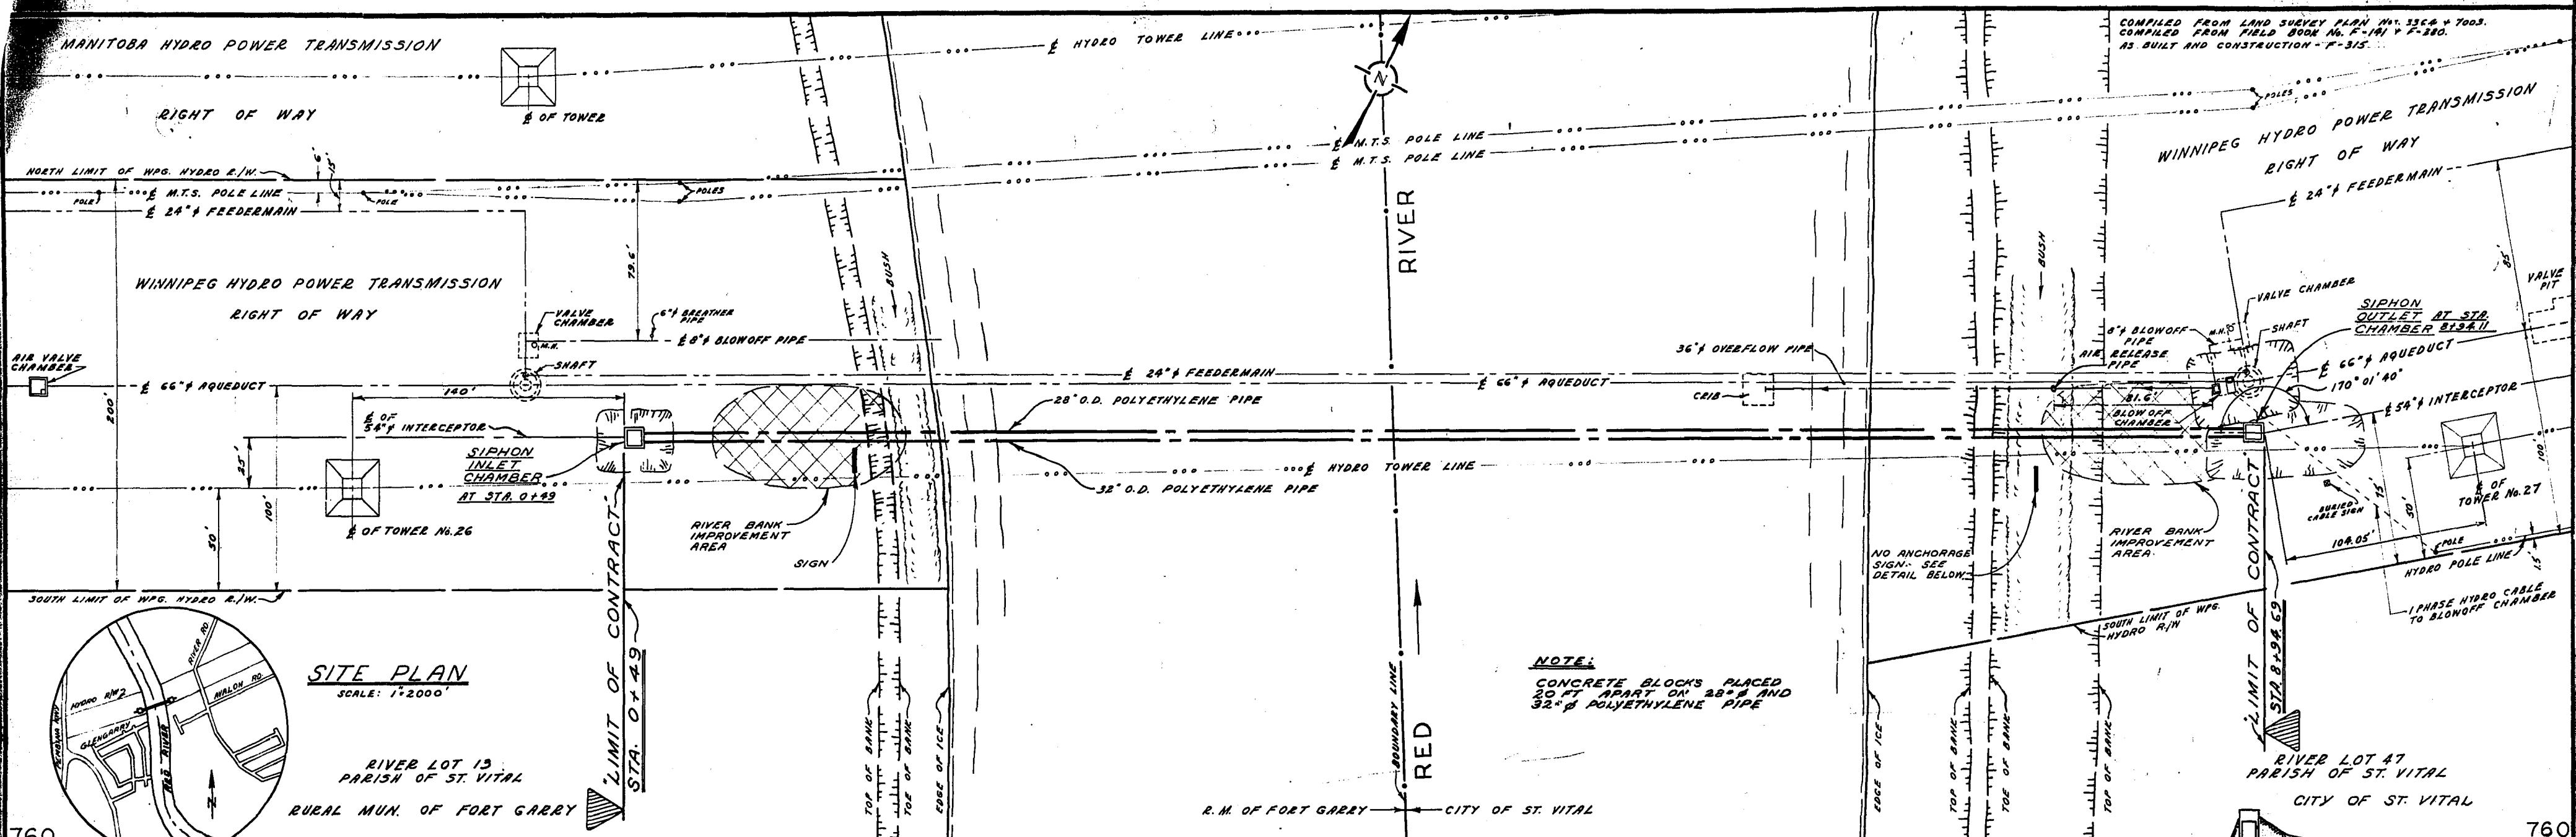 COMPILED FROM LAND SURVEY PLAN No. 3364 & 7003.
COMPILED FROM FIELD BOOK No. F-141 & F-280.
AS BUILT AND CONSTRUCTION - F-315
MANITOBA HYDRO POWER TRANSMISSION
RIGHT OF WAY
℄ OF TOWER
℄ HYDRO TOWER LINE
N
℄ M.T.S. POLE LINE
℄ M.T.S. POLE LINE
POLES
WINNIPEG HYDRO POWER TRANSMISSION
RIGHT OF WAY
℄ 24"ϕ FEEDERMAIN
NORTH LIMIT OF WPG. HYDRO R./W.
6'
15'
℄ M.T.S. POLE LINE
POLE
POLE
POLES
℄ 24"ϕ FEEDERMAIN
79.6'
WINNIPEG HYDRO POWER TRANSMISSION
RIGHT OF WAY
VALVE
CHAMBER
M.H.
6"ϕ BREATHER
PIPE
℄ 8"ϕ BLOWOFF PIPE
BUSH
RIVER
BUSH
85'
VALVE
PIT
VALVE CHAMBER
SIPHON
OUTLET AT STA.
CHAMBER 8+94.11
8"ϕ BLOWOFF
PIPE
M.H.
SHAFT
AIR RELEASE
PIPE
℄ 66"ϕ AQUEDUCT
170° 01' 40"
AIR VALVE
CHAMBER
℄ 66"ϕ AQUEDUCT
SHAFT
200'
140'
℄ 24"ϕ FEEDERMAIN
℄ 66"ϕ AQUEDUCT
36"ϕ OVERFLOW PIPE
CRIB
81.6'
BLOW OFF
CHAMBER
℄ 54"ϕ INTERCEPTOR
28" O.D. POLYETHYLENE PIPE
℄ OF
54"ϕ INTERCEPTOR
25'
SIPHON
INLET
CHAMBER
AT STA. 0+49
℄ HYDRO TOWER LINE
32" O.D. POLYETHYLENE PIPE
50'
100'
℄ OF TOWER No. 26
RIVER BANK
IMPROVEMENT
AREA
SIGN
NO ANCHORAGE
SIGN - SEE
DETAIL BELOW
RIVER BANK
IMPROVEMENT
AREA
BURIED
CABLE SIGN
75'
50'
100'
℄ OF
TOWER No. 27
104.05'
POLE
HYDRO POLE LINE
1.5'
1 PHASE HYDRO CABLE
TO BLOWOFF CHAMBER
SOUTH LIMIT OF WPG. HYDRO R./W.
SOUTH LIMIT OF WPG.
HYDRO R/W
SITE PLAN
SCALE: 1"=2000'
PEMBINA HWY
HYDRO R/W
GLENGARRY
RED RIVER
RIVER RD.
AVALON RD.
N
LIMIT OF CONTRACT
STA. 0+49
RIVER LOT 13
PARISH OF ST. VITAL
RURAL MUN. OF FORT GARRY
TOP OF BANK
TOE OF BANK
EDGE OF ICE
BOUNDARY LINE
RED
R.M. OF FORT GARRY
CITY OF ST. VITAL
NOTE:
CONCRETE BLOCKS PLACED
20 FT APART ON 28"ϕ AND
32"ϕ POLYETHYLENE PIPE
EDGE OF ICE
TOP OF BANK
TOE OF BANK
TOP OF BANK
LIMIT OF CONTRACT
STA. 8+94.69
RIVER LOT 47
PARISH OF ST. VITAL
CITY OF ST. VITAL
760
760